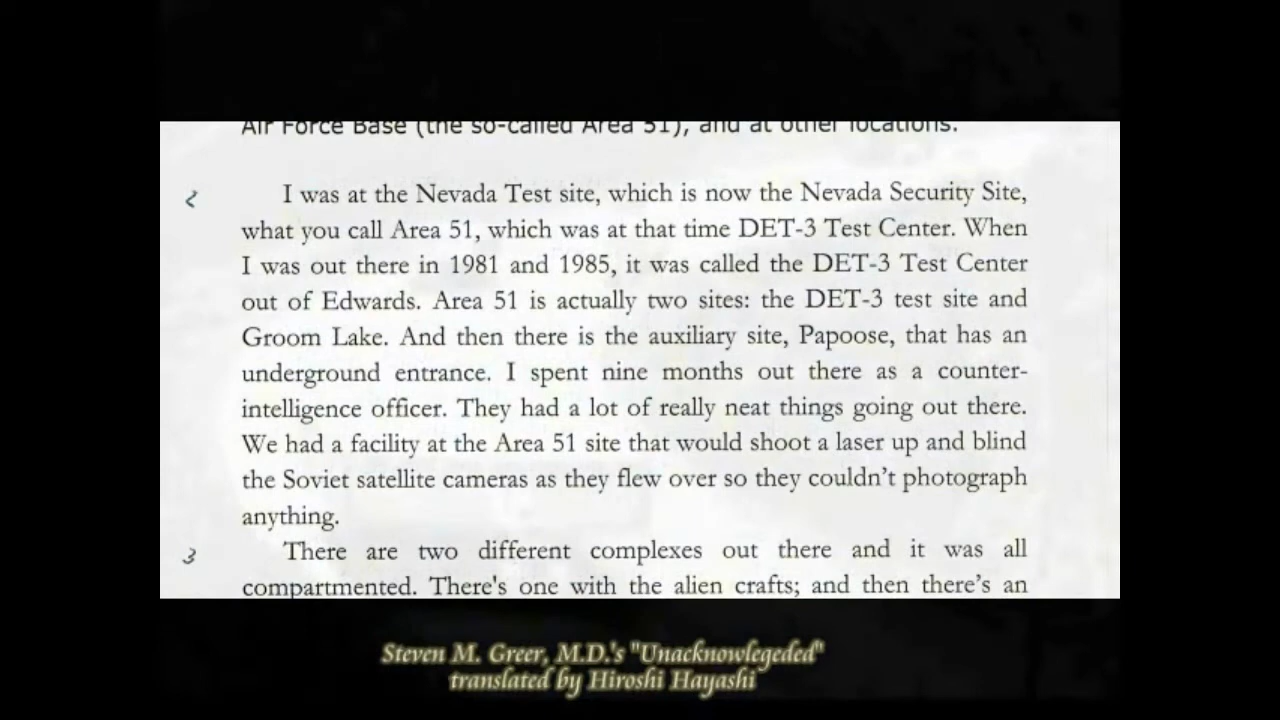 Air Force Base (the so-called Area 51), and at other locations.
2 I was at the Nevada Test site, which is now the Nevada Security Site,
what you call Area 51, which was at that time DET-3 Test Center. When
I was out there in 1981 and 1985, it was called the DET-3 Test Center
out of Edwards. Area 51 is actually two sites: the DET-3 test site and
Groom Lake. And then there is the auxiliary site, Papoose, that has an
underground entrance. I spent nine months out there as a counter-
intelligence officer. They had a lot of really neat things going out there.
We had a facility at the Area 51 site that would shoot a laser up and blind
the Soviet satellite cameras as they flew over so they couldn't photograph
anything.
3 There are two different complexes out there and it was all
compartmented. There's one with the alien crafts; and then there's an
Steven M. Greer, M.D.'s "Unacknowlegeded"
translated by Hiroshi Hayashi